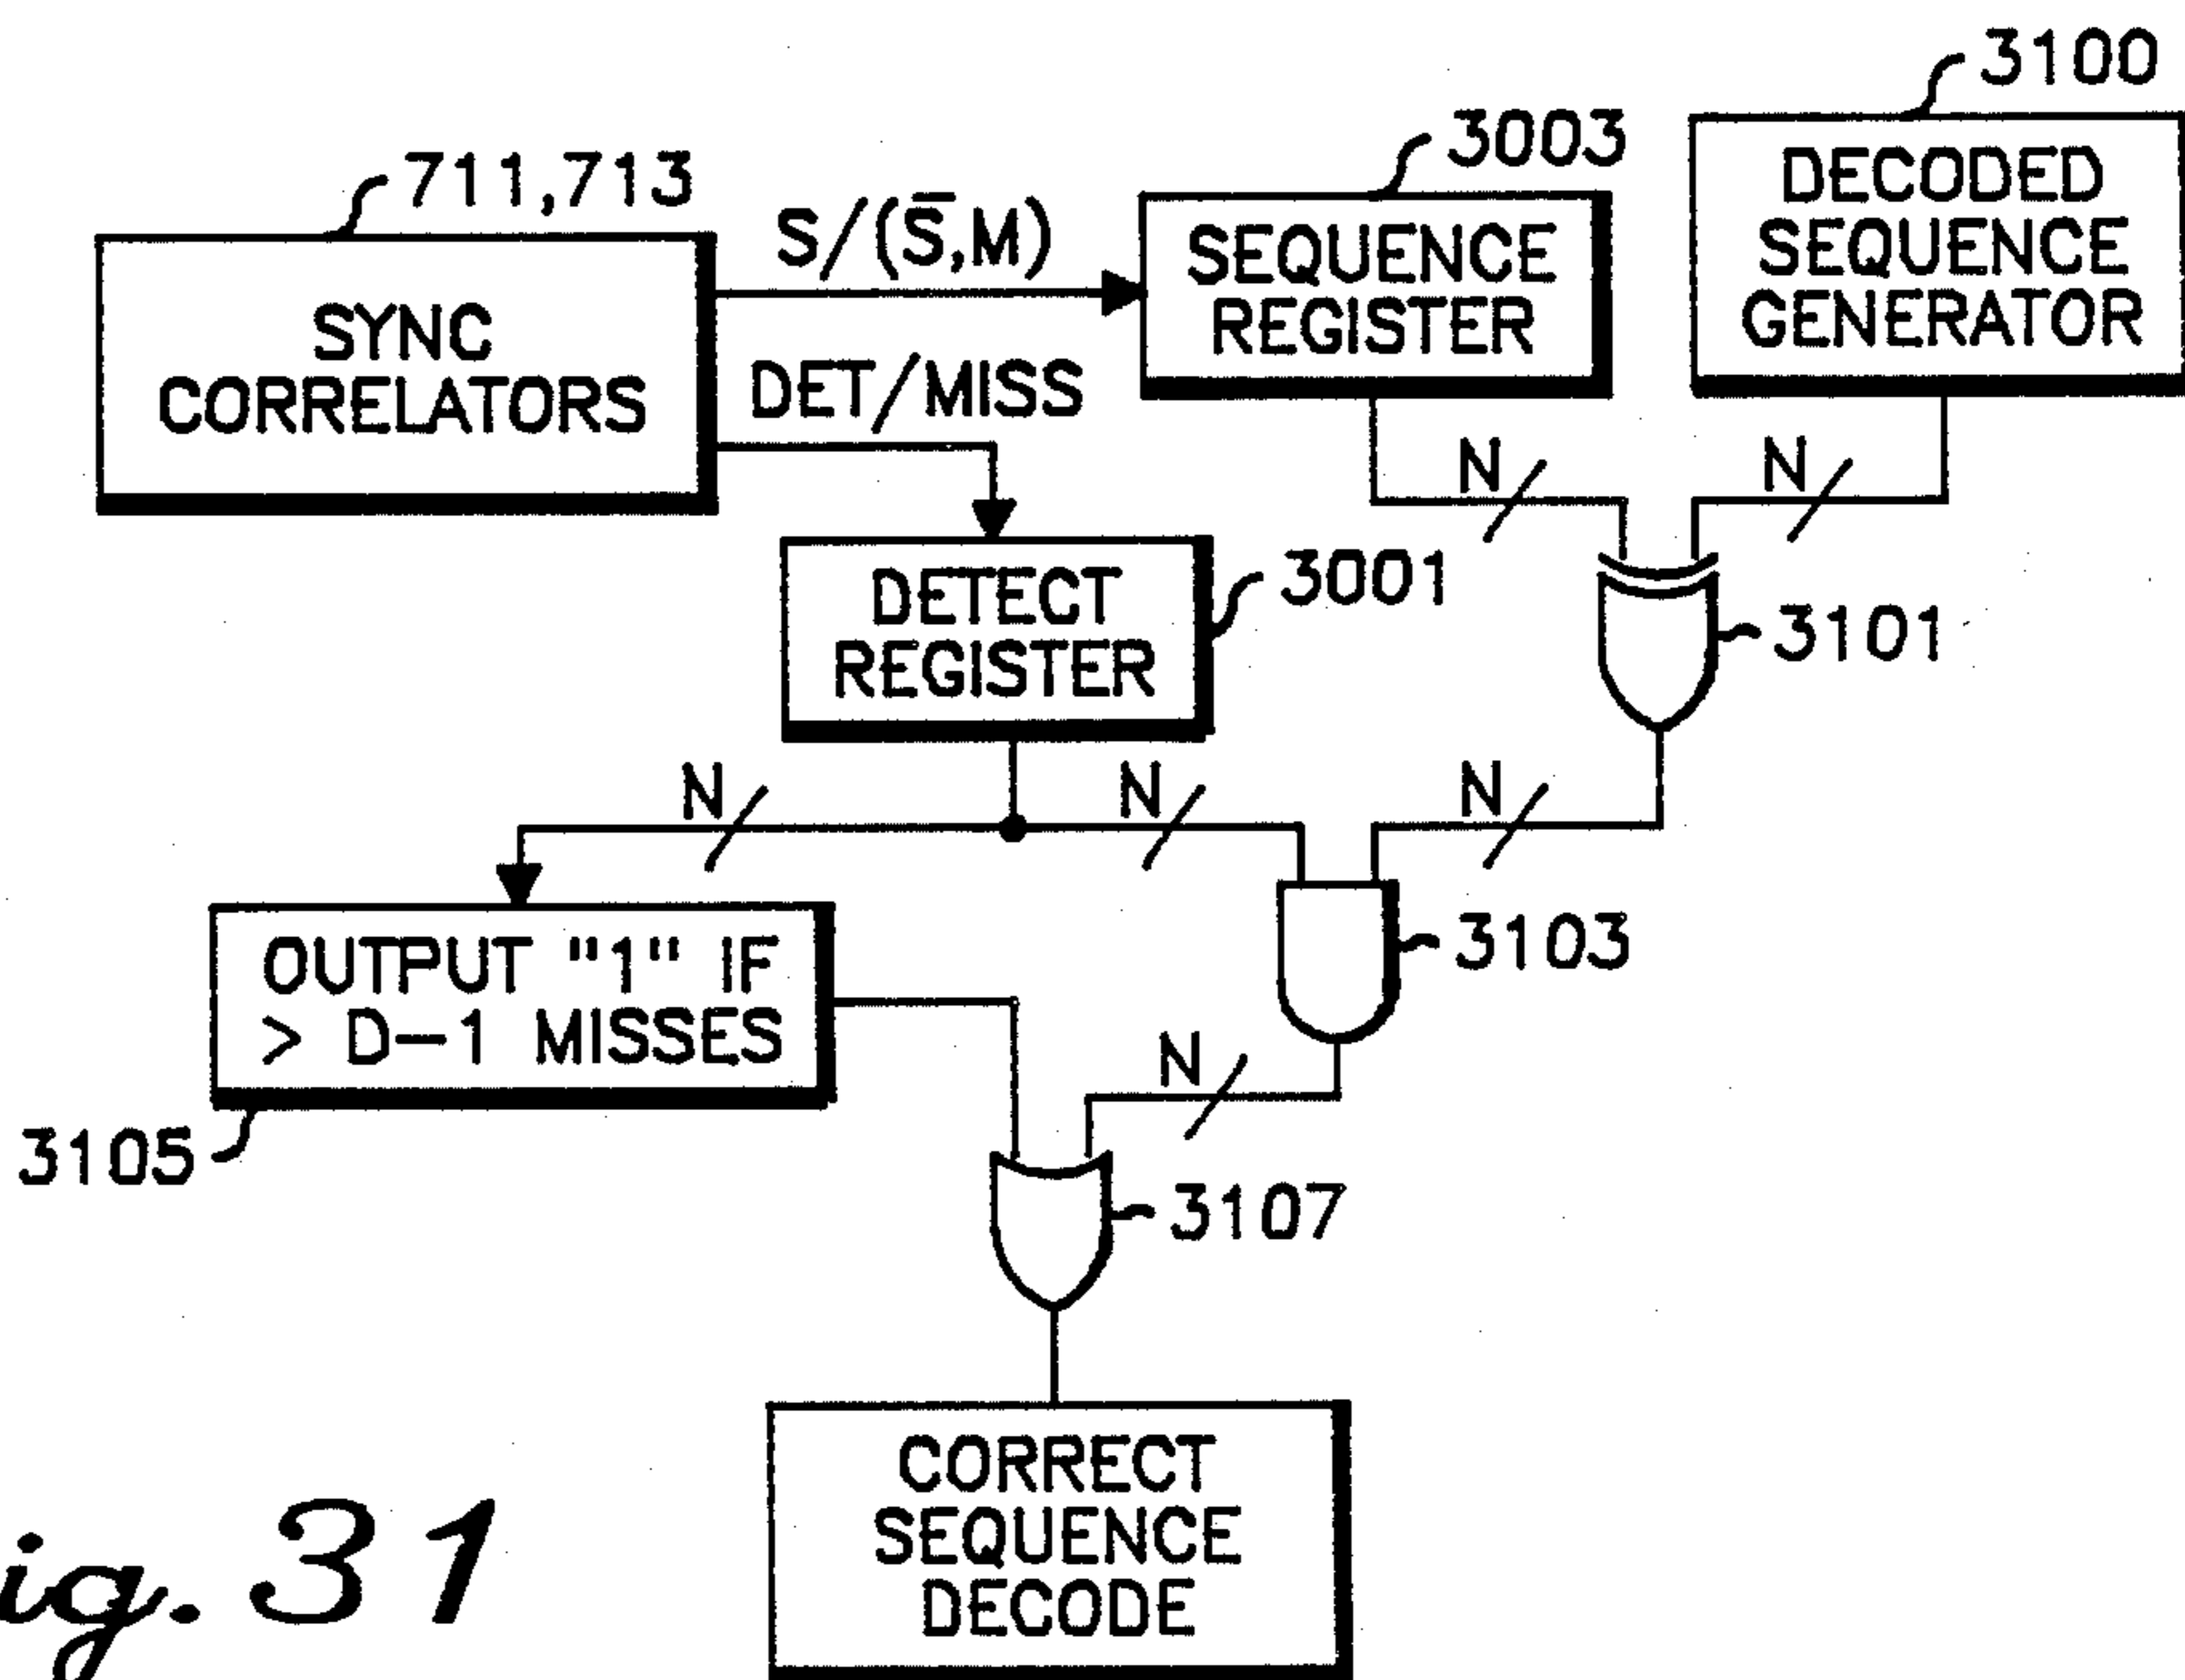 3100
3003
711,713
DECODED
SEQUENCE
GENERATOR
S/(S̄,M)
SEQUENCE
REGISTER
SYNC
CORRELATORS
DET/MISS
N
N
DETECT
REGISTER
3001
3101
N
N
N
OUTPUT "1" IF
> D-1 MISSES
3103
N
3105
3107
CORRECT
SEQUENCE
DECODE
ig. 31